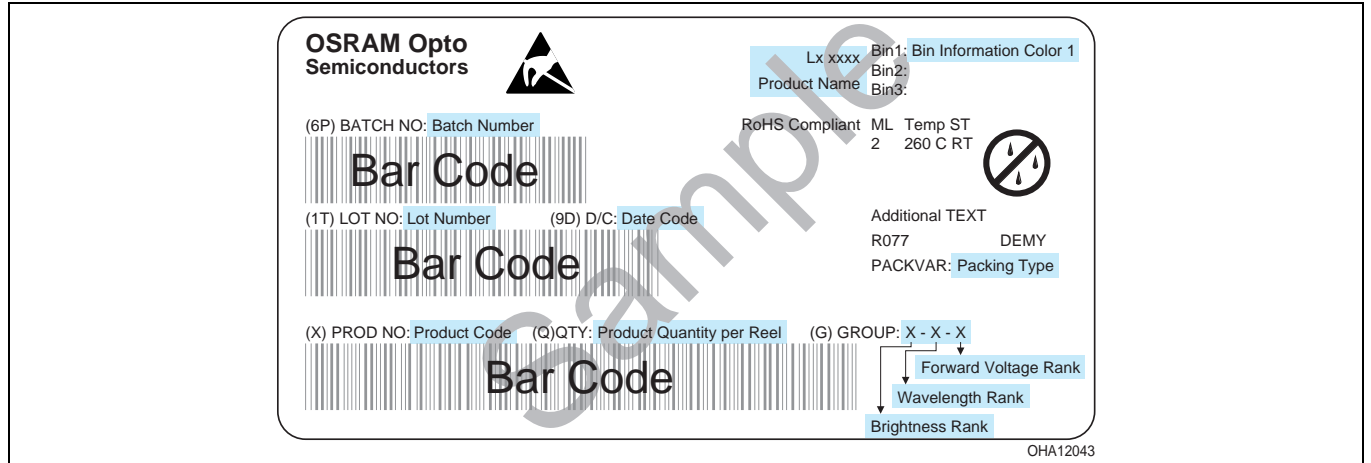 OSRAM Opto
Semiconductors
Lx xxxx
Product Name
Bin1: Bin Information Color 1
Bin2:
Bin3:
(6P) BATCH NO: Batch Number
Bar Code
RoHS Compliant ML Temp ST
2 260 C RT
(1T) LOT NO: Lot Number (9D) D/C: Date Code
Bar Code
Additional TEXT
R077 DEMY
PACKVAR: Packing Type
(X) PROD NO: Product Code (Q)QTY: Product Quantity per Reel (G) GROUP: X - X - X
Bar Code
Forward Voltage Rank
Wavelength Rank
Brightness Rank
Sample
OHA12043